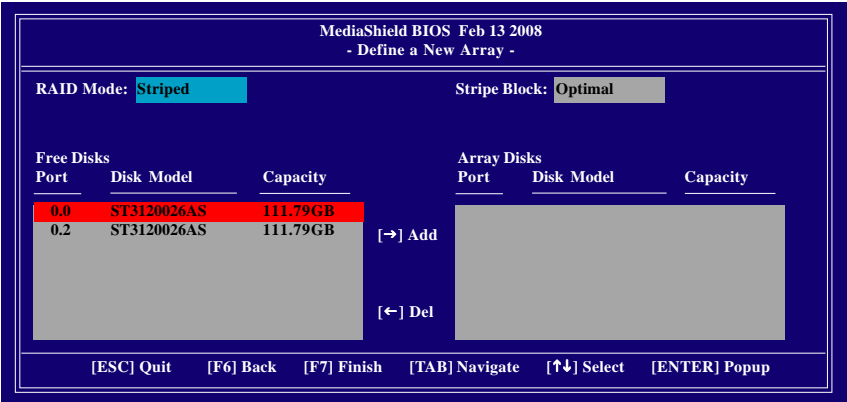 MediaShield BIOS Feb 13 2008
- Define a New Array -
RAID Mode: Striped Stripe Block: Optimal
Free Disks Array Disks
Port Disk Model Capacity Port Disk Model Capacity
0.0 ST3120026AS 111.79GB
0.2 ST3120026AS 111.79GB
[→] Add
[←] Del
[ESC] Quit [F6] Back [F7] Finish [TAB] Navigate [↑↓] Select [ENTER] Popup